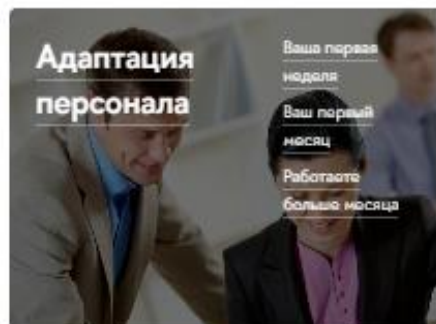 Адаптация
персонала
Ваша первая
неделя
Ваш первый
месяц
Работаете
больше месяца